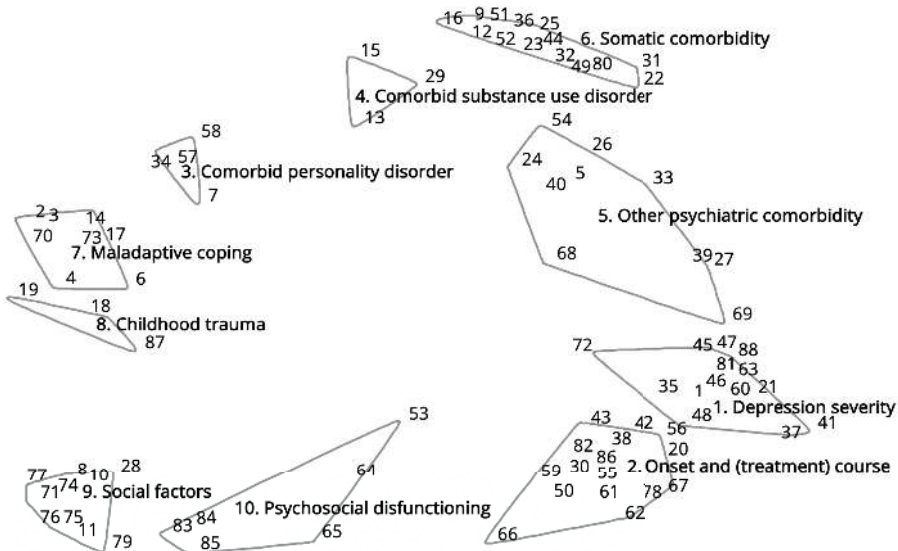 16 9 51 36 25
12 52 23 44 6. Somatic comorbidity
32 49 80 31
22
15
29
4. Comorbid substance use disorder
13
54
58
26
34 57
24 5
3. Comorbid personality disorder
40 33
7
2 3 14
5. Other psychiatric comorbidity
70 73 17
7. Maladaptive coping
68 39 27
4 6
19
18
69
8. Childhood trauma
87
72 45 47 88
81 63
35 1 46 60 21
1. Depression severity
48
53
43 42 56 37 41
82 38 20
77 8 10 28
59 30 86 2. Onset and (treatment) course
64 55
71 74 9. Social factors
50 61 78 67
10. Psychosocial disfunctioning
76 75 83 84 62
11 65
79 85 66